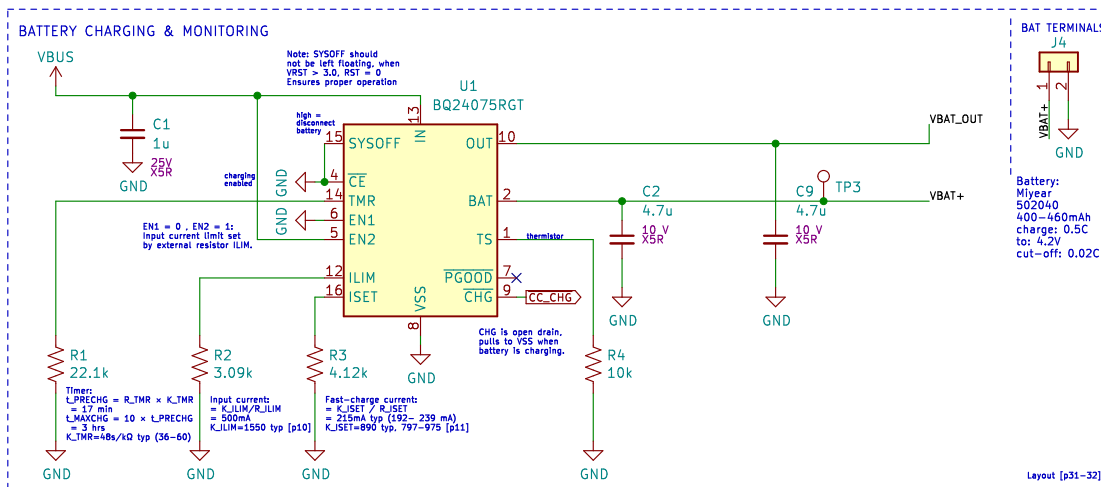 BATTERY CHARGING & MONITORING
VBUS
Note: SYSOFF should
not be left floating, when
VRST > 3.0, RST = 0
Ensures proper operation
U1
BQ24075RGT
BAT TERMINALS
J4
1
2
VBAT+
GND
C1
1u
25V
X5R
GND
high =
disconnect
battery
charging
enabled
GND
GND
EN1 = 0 , EN2 = 1:
Input current limit set
by external resistor ILIM.
15
SYSOFF
4
CE
14
TMR
6
EN1
5
EN2
12
ILIM
16
ISET
13
IN
8
VSS
GND
OUT
10
BAT
2
TS
1
thermistor
PGOOD
7
CHG
9
CC_CHG
VBAT_OUT
VBAT+
TP3
C2
4.7u
10 V
X5R
GND
C9
4.7u
10 V
X5R
GND
Battery:
Miyear
502040
400-460mAh
charge: 0.5C
to: 4.2V
cut-off: 0.02C
CHG is open drain,
pulls to VSS when
battery is charging.
R1
22.1k
Timer:
t_PRECHG = R_TMR × K_TMR
= 17 min
t_MAXCHG = 10 × t_PRECHG
= 3 hrs
K_TMR=48s/kΩ typ (36-60)
GND
R2
3.09k
Input current:
= K_ILIM/R_ILIM
= 500mA
K_ILIM=1550 typ [p10]
GND
R3
4.12k
Fast-charge current:
= K_ISET / R_ISET
= 215mA typ (192- 239 mA)
K_ISET=890 typ, 797-975 [p11]
GND
R4
10k
GND
Layout [p31-32]